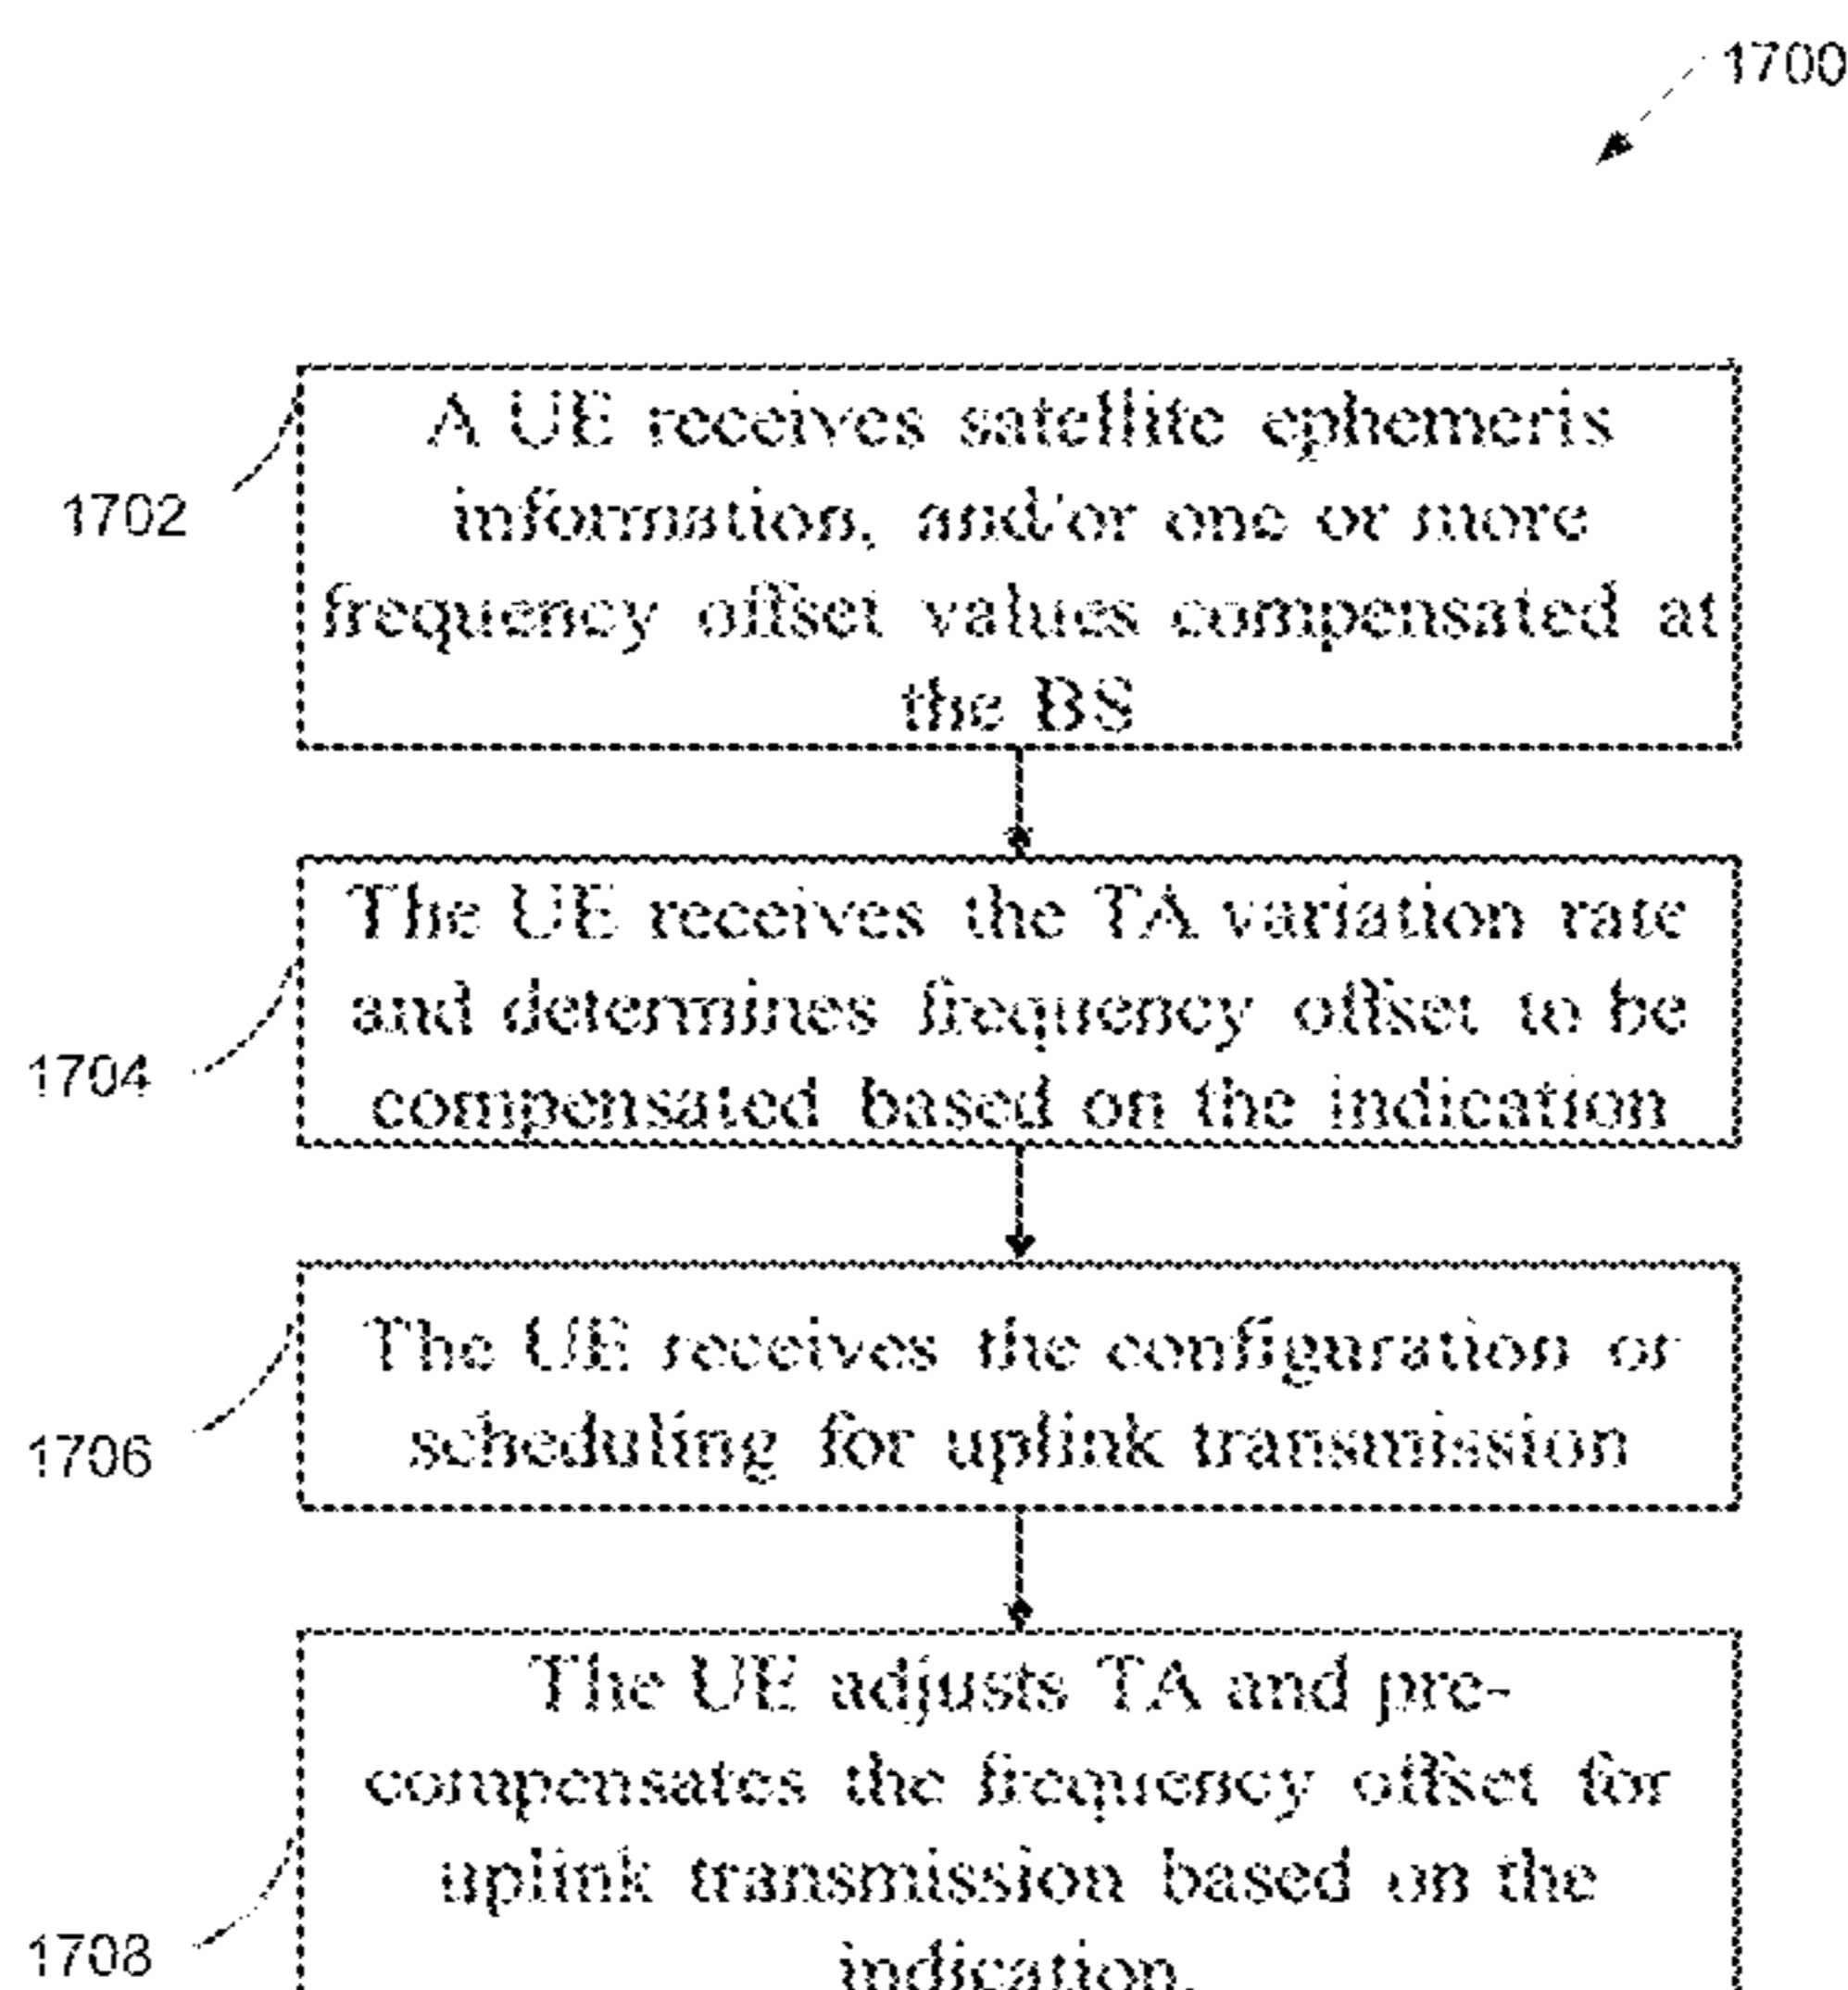 1700
1702
A UE receives satellite ephemeris
information, and/or one or more
frequency offset values compensated at
the BS
1704
The UE receives the TA variation rate
and determines frequency offset to be
compensated based on the indication
1706
The UE receives the configuration or
scheduling for uplink transmission
1708
The UE adjusts TA and pre-
compensates the frequency offset for
uplink transmission based on the
indication.